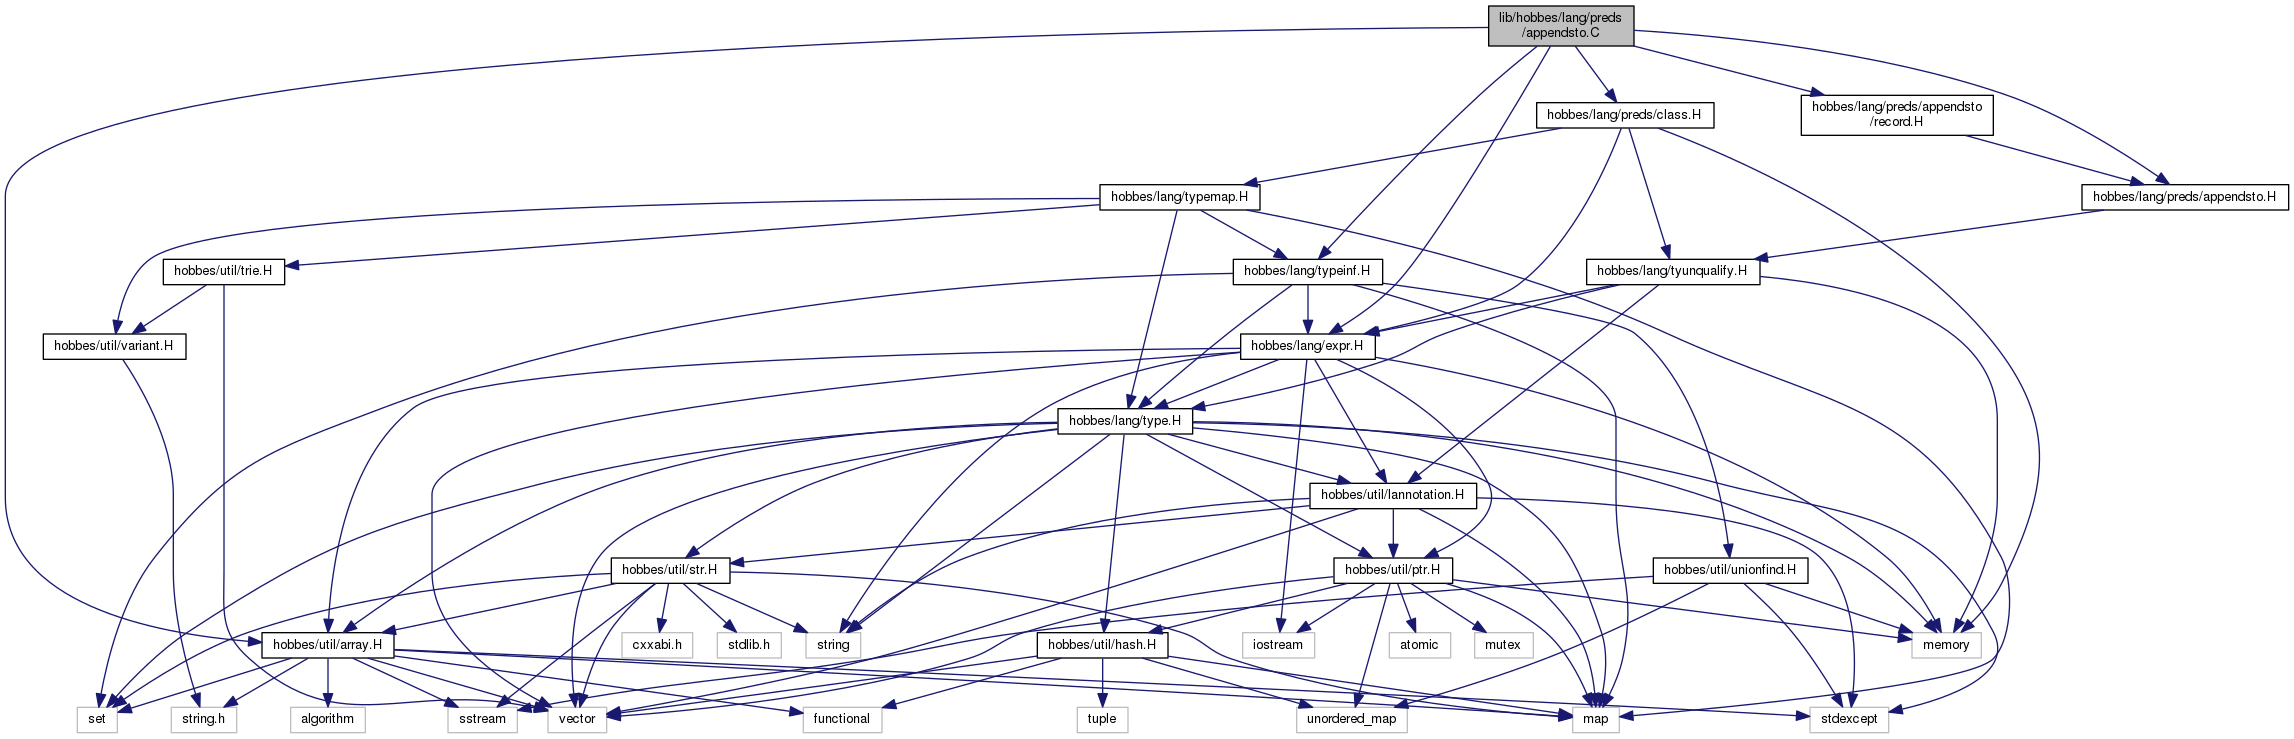 lib/hobbes/lang/preds
/appendsto.C
hobbes/lang/preds/class.H
hobbes/lang/preds/appendsto
/record.H
hobbes/lang/typemap.H
hobbes/lang/preds/appendsto.H
hobbes/util/trie.H
hobbes/lang/typeinf.H
hobbes/lang/tyunqualify.H
hobbes/util/variant.H
hobbes/lang/expr.H
hobbes/lang/type.H
hobbes/util/lannotation.H
hobbes/util/str.H
hobbes/util/ptr.H
hobbes/util/unionfind.H
hobbes/util/array.H
cxxabi.h
stdlib.h
string
hobbes/util/hash.H
iostream
atomic
mutex
memory
set
string.h
algorithm
sstream
vector
functional
tuple
unordered_map
map
stdexcept